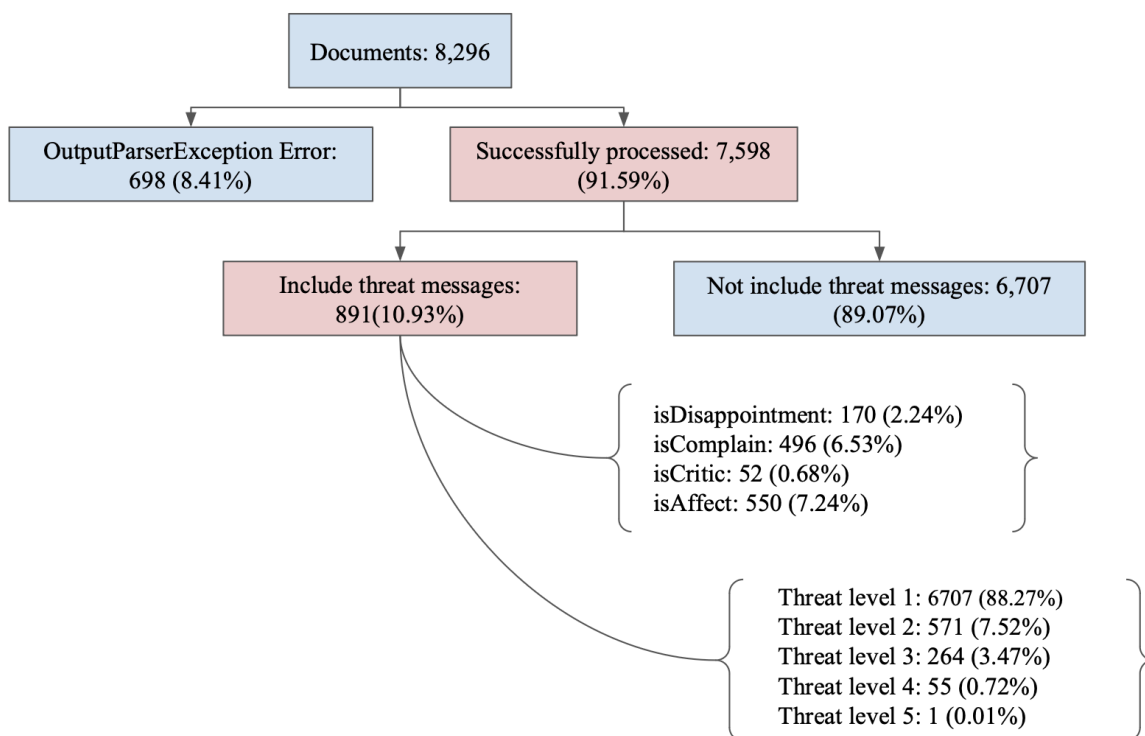 Documents: 8,296
OutputParserException Error:
698 (8.41%)
Successfully processed: 7,598
(91.59%)
Include threat messages:
891(10.93%)
Not include threat messages: 6,707
(89.07%)
isDisappointment: 170 (2.24%)
isComplain: 496 (6.53%)
isCritic: 52 (0.68%)
isAffect: 550 (7.24%)
Threat level 1: 6707 (88.27%)
Threat level 2: 571 (7.52%)
Threat level 3: 264 (3.47%)
Threat level 4: 55 (0.72%)
Threat level 5: 1 (0.01%)